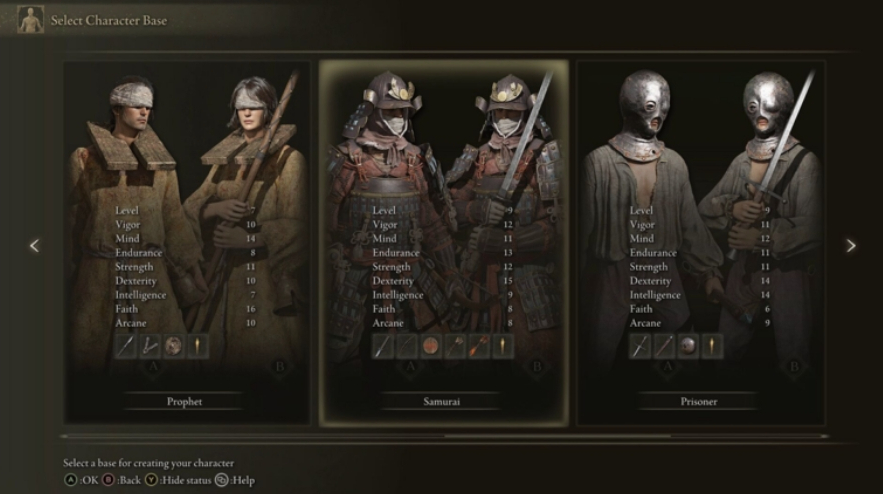 Select Character Base
Level 7
Vigor 10
Mind 14
Endurance 8
Strength 11
Dexterity 10
Intelligence 7
Faith 16
Arcane 10
A B
Prophet
Level 9
Vigor 12
Mind 11
Endurance 13
Strength 12
Dexterity 15
Intelligence 9
Faith 8
Arcane 8
A B
Samurai
Level 9
Vigor 11
Mind 12
Endurance 11
Strength 11
Dexterity 14
Intelligence 14
Faith 6
Arcane 9
A B
Prisoner
Select a base for creating your character
A :OK B :Back Y :Hide status :Help